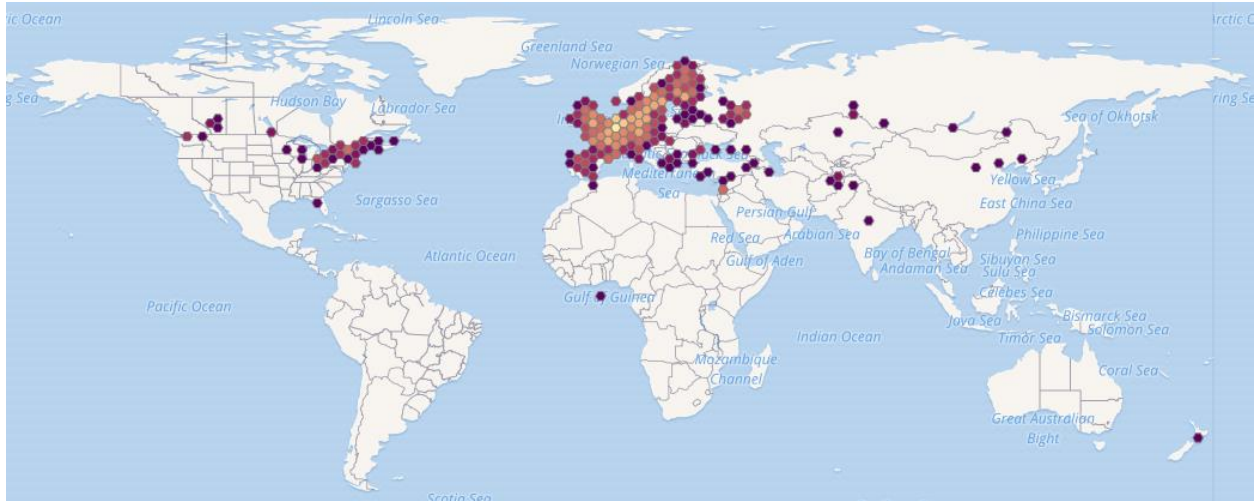 ic Ocean
Lincoln Sea
Arctic O
Greenland Sea
Norwegian Sea
Hudson Bay
Labrador Sea
ng Sea
ring Se
Sea of Okhotsk
Mediterranean
Sea
Yellow Sea
East China Sea
Sargasso Sea
Persian Gulf
Arabian Sea
Red Sea
Philippine Sea
Atlantic Ocean
Gulf of Aden
Bay of Bengal
Andaman Sea
Sibuyan Sea
Sulu Sea
Celebes Sea
Gulf of Guinea
Pacific Ocean
Bismarck Sea
Solomon Sea
Java Sea
Timor Sea
Indian Ocean
Mozambique
Channel
Coral Sea
Great Australian
Bight
Scotia Sea